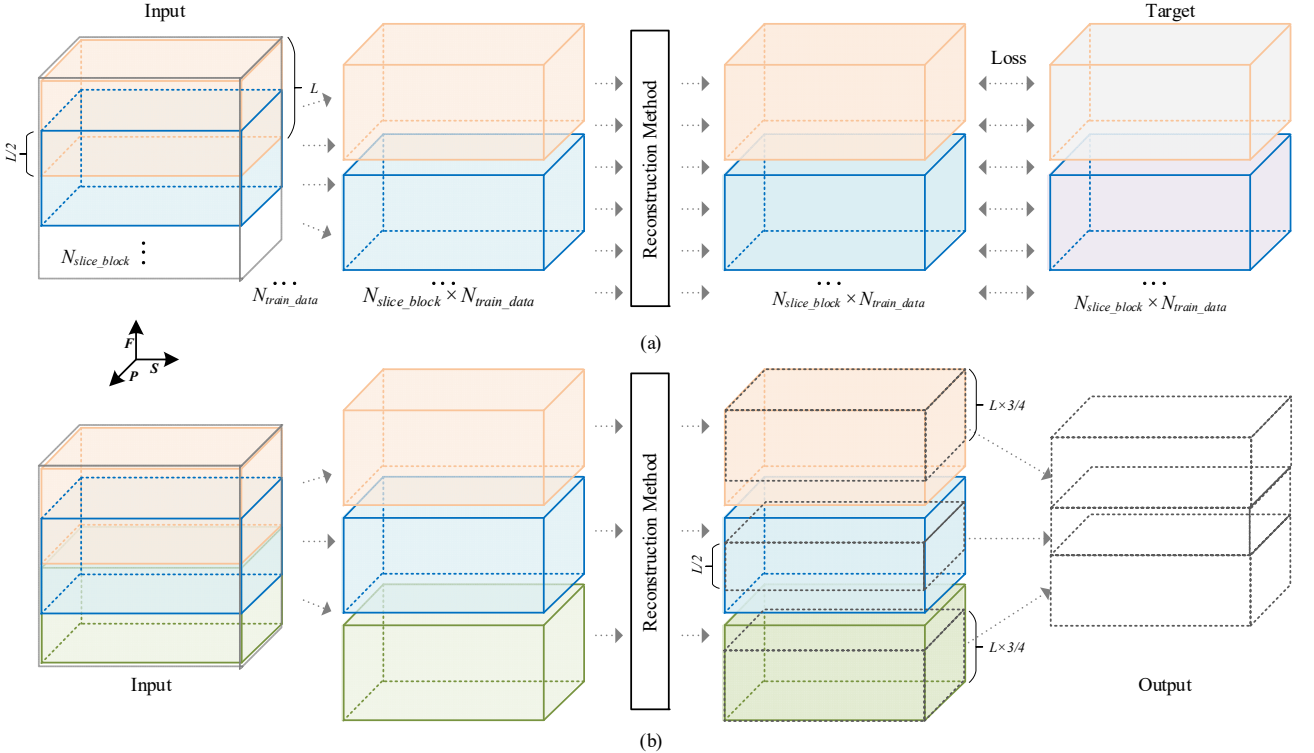 Input
Target
L
L/2
N_slice_block
N_train_data
N_slice_block × N_train_data
Reconstruction Method
N_slice_block × N_train_data
Loss
N_slice_block × N_train_data
(a)
F
P
S
Input
Reconstruction Method
L×3/4
L/2
L×3/4
Output
(b)